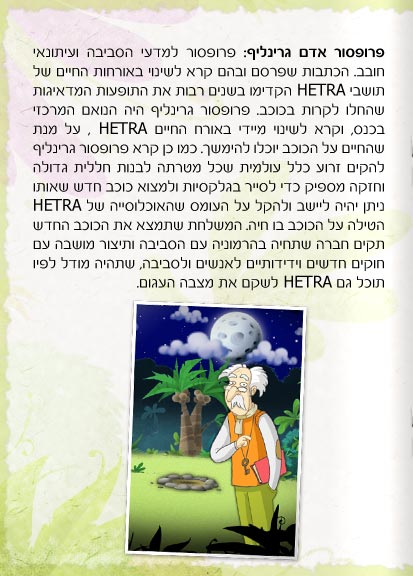 פרופסור אדם גרינליף: פרופסור למדעי הסביבה ועיתונאי
חובב. הכתבות שפרסם ובהם קרא לשינוי באורחות החיים של
תושבי HETRA הקדימו בשנים רבות את התופעות המדאיגות
שהחלו לקרות בכוכב. פרופסור גרינליף היה הנואם המרכזי
בכנס, וקרא לשינוי מיידי באורח החיים HETRA , על מנת
שהחיים על הכוכב יוכלו להימשך. כמו כן קרא פרופסור גרינליף
להקים זרוע כלל עולמית שכל מטרתה לבנות חללית גדולה
וחזקה מספיק כדי לסייר בגלקסיות ולמצוא כוכב חדש שאותו
ניתן יהיה ליישב ולהקל על העומס שהאוכלוסייה של HETRA
הטילה על הכוכב בו חיה. המשלחת שתמצא את הכוכב החדש
תקים חברה שתחיה בהרמוניה עם הסביבה ותיצור מושבה עם
חוקים חדשים וידידותיים לאנשים ולסביבה, שתהיה מודל לפיו
תוכל גם HETRA לשקם את מצבה העגום.